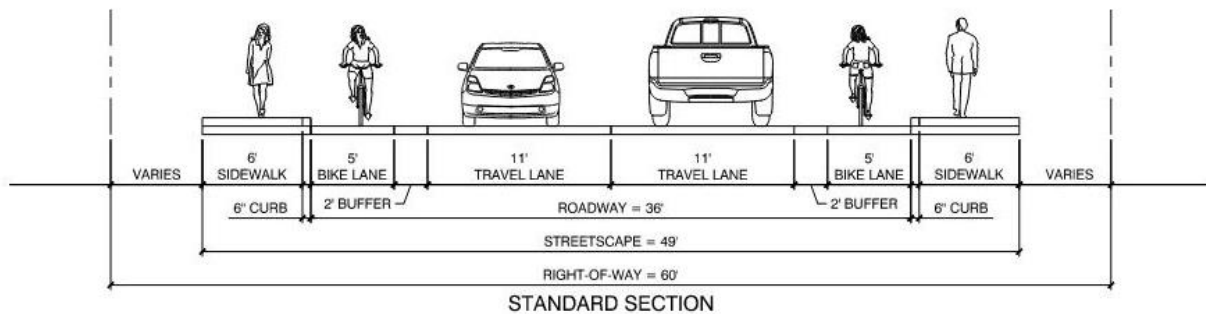 VARIES
6'
SIDEWALK
5'
BIKE LANE
11'
TRAVEL LANE
11'
TRAVEL LANE
5'
BIKE LANE
6'
SIDEWALK
VARIES
6" CURB
2' BUFFER
ROADWAY = 36'
2' BUFFER
6" CURB
STREETSCAPE = 49'
RIGHT-OF-WAY = 60'
STANDARD SECTION